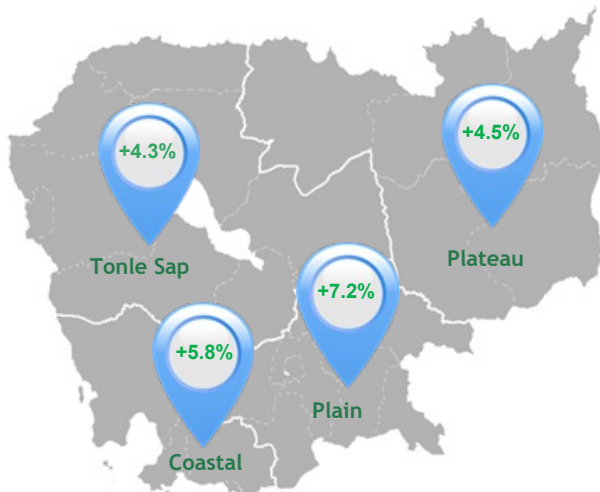 +4.3%
Tonle Sap
+4.5%
Plateau
+7.2%
Plain
+5.8%
Coastal